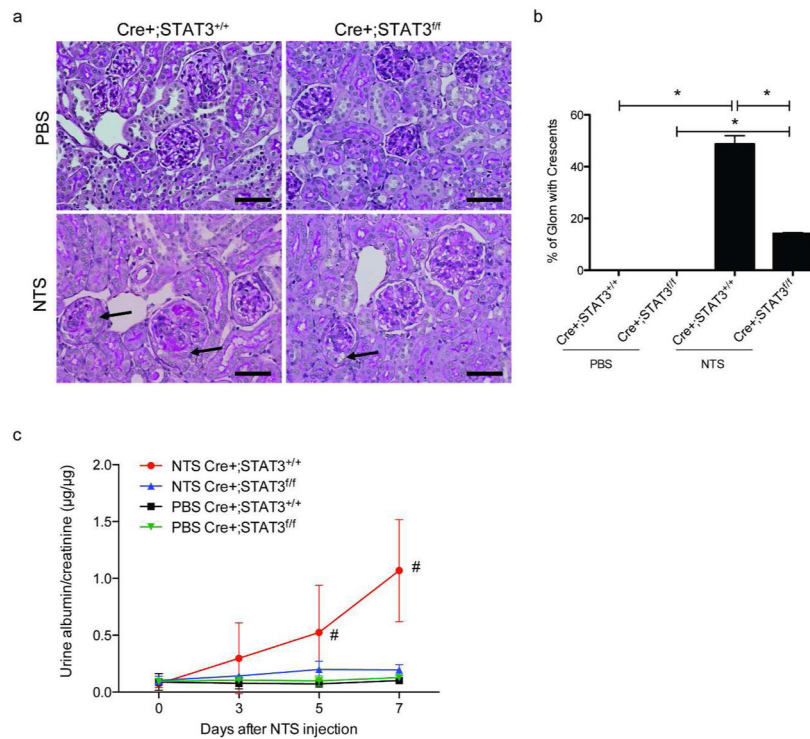 a
Cre+;STAT3+/+
Cre+;STAT3f/f
PBS
NTS
b
% of Glom with Crescents
60
40
20
0
*
*
*
Cre+;STAT3+/+
Cre+;STAT3f/f
Cre+;STAT3+/+
Cre+;STAT3f/f
PBS
NTS
c
Urine albumin/creatinine (μg/μg)
2.0
1.5
1.0
0.5
0.0
NTS Cre+;STAT3+/+
NTS Cre+;STAT3f/f
PBS Cre+;STAT3+/+
PBS Cre+;STAT3f/f
#
#
0
3
5
7
Days after NTS injection